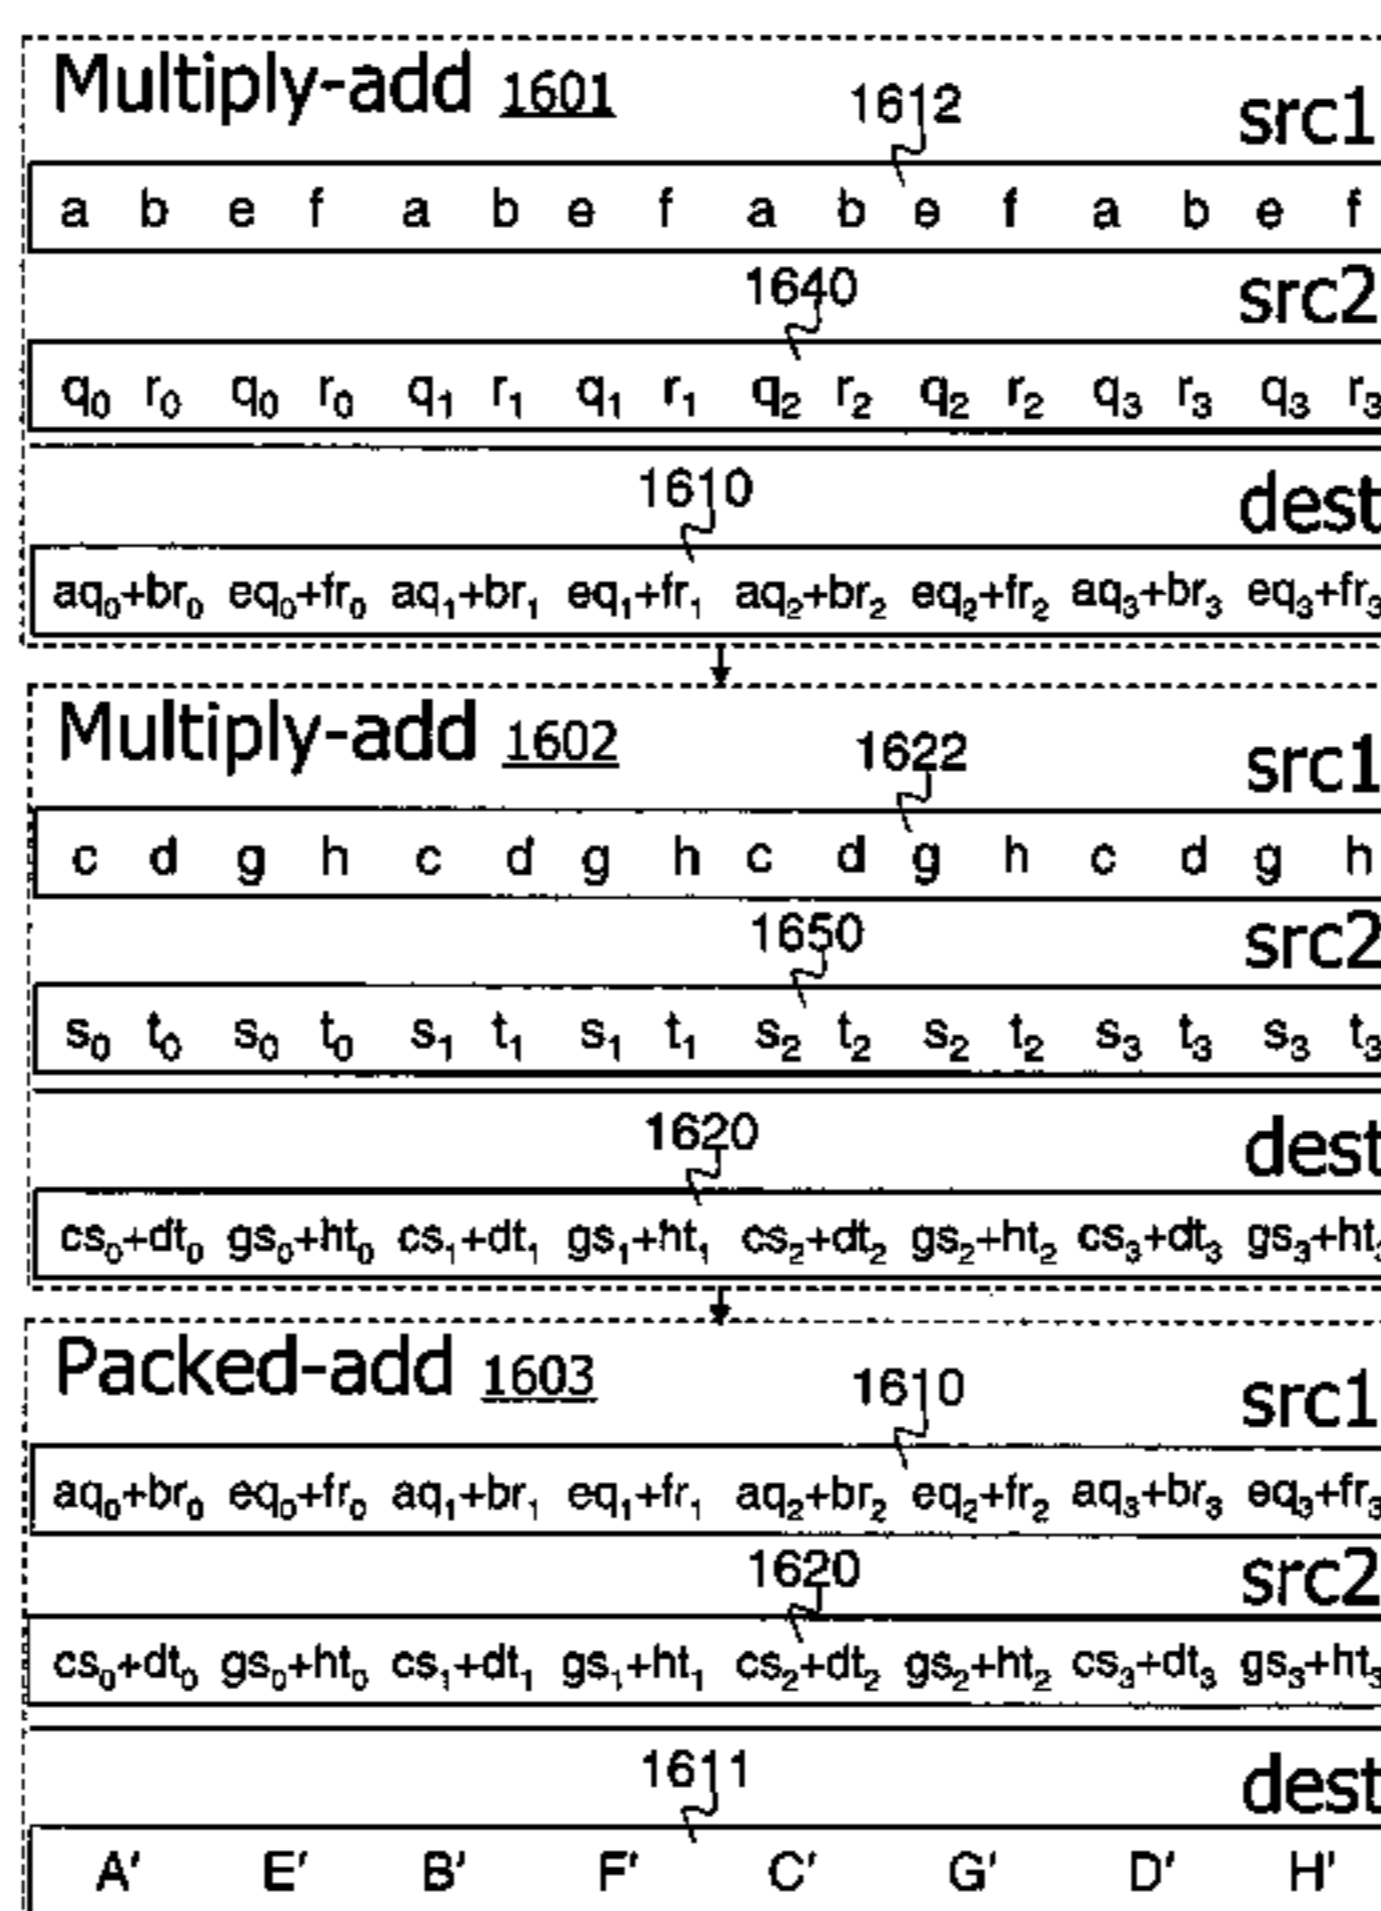 Multiply-add 1601 1612 src1
a b e f a b e f a b e f a b e f
1640 src2
q₀ r₀ q₀ r₀ q₁ r₁ q₁ r₁ q₂ r₂ q₂ r₂ q₃ r₃ q₃ r₃
1610 dest
aq₀+br₀ eq₀+fr₀ aq₁+br₁ eq₁+fr₁ aq₂+br₂ eq₂+fr₂ aq₃+br₃ eq₃+fr₃
Multiply-add 1602 1622 src1
c d g h c d g h c d g h c d g h
1650 src2
s₀ t₀ s₀ t₀ s₁ t₁ s₁ t₁ s₂ t₂ s₂ t₂ s₃ t₃ s₃ t₃
1620 dest
cs₀+dt₀ gs₀+ht₀ cs₁+dt₁ gs₁+ht₁ cs₂+dt₂ gs₂+ht₂ cs₃+dt₃ gs₃+ht₃
Packed-add 1603 1610 src1
aq₀+br₀ eq₀+fr₀ aq₁+br₁ eq₁+fr₁ aq₂+br₂ eq₂+fr₂ aq₃+br₃ eq₃+fr₃
1620 src2
cs₀+dt₀ gs₀+ht₀ cs₁+dt₁ gs₁+ht₁ cs₂+dt₂ gs₂+ht₂ cs₃+dt₃ gs₃+ht₃
1611 dest
A' E' B' F' C' G' D' H'